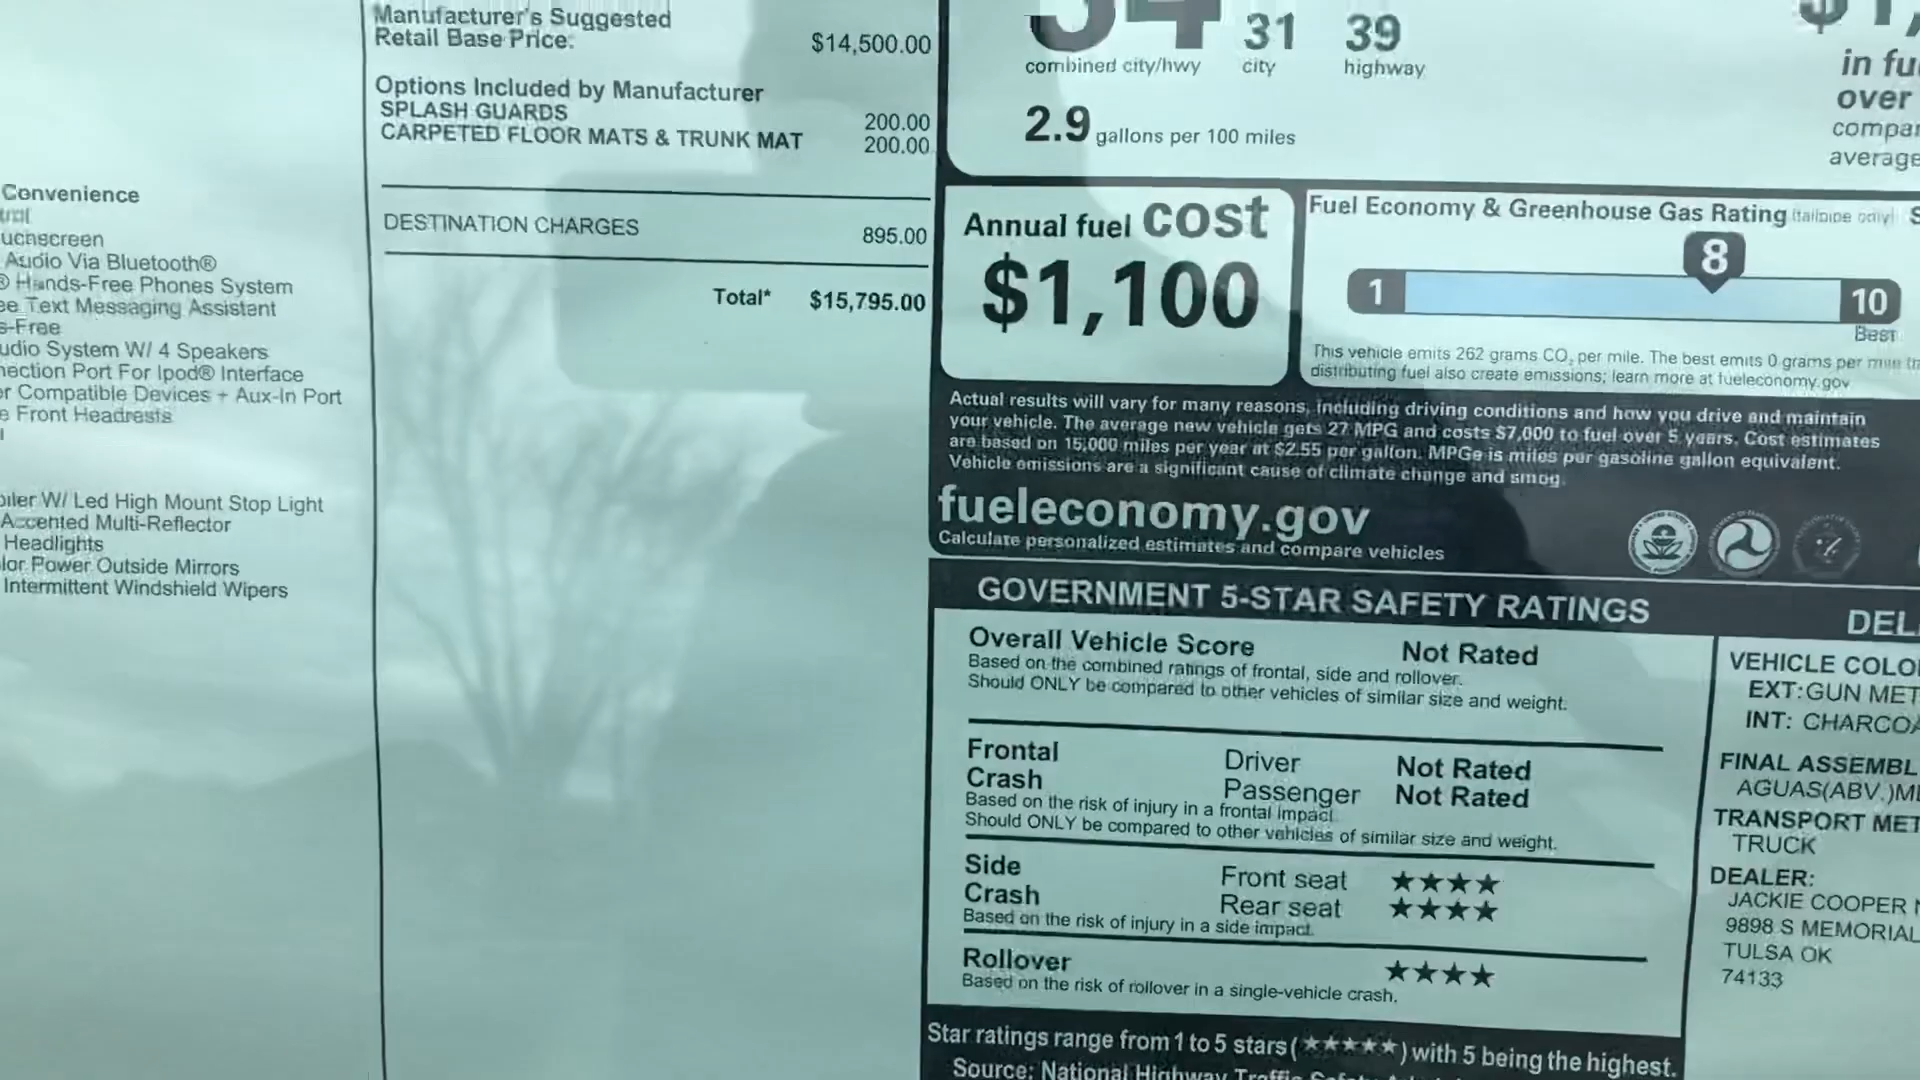 Convenience
Audio Via Bluetooth®
® Hands-Free Phones System
Text Messaging Assistant
s-Free
System W/ 4 Speakers
Port For Ipod® Interface
Compatible Devices + Aux-In Port
Front Headrests
W/ Led High Mount Stop Light
Accented Multi-Reflector
Headlights
Power Outside Mirrors
Intermittent Windshield Wipers
Manufacturer's Suggested
Retail Base Price: $14,500.00
Options Included by Manufacturer
SPLASH GUARDS 200.00
CARPETED FLOOR MATS & TRUNK MAT 200.00
DESTINATION CHARGES 895.00
Total* $15,795.00
34 31 39
combined city/hwy city highway
2.9 gallons per 100 miles
in
over
Annual fuel cost
$1,100
Fuel Economy & Greenhouse Gas Rating (tailpipe only)
8
1 10
Best
This vehicle emits 262 grams CO2 per mile. The best emits 0 grams per mile
distributing fuel also create emissions; learn more at fueleconomy.gov
Actual results will vary for many reasons, including driving conditions and how you drive and maintain
your vehicle. The average new vehicle gets 27 MPG and costs $7,000 to fuel over 5 years. Cost estimates
are based on 15,000 miles per year at $2.55 per gallon. MPGe is miles per gasoline gallon equivalent.
Vehicle emissions are a significant cause of climate change and smog.
fueleconomy.gov
Calculate personalized estimates and compare vehicles
GOVERNMENT 5-STAR SAFETY RATINGS
Overall Vehicle Score Not Rated
Based on the combined ratings of frontal, side and rollover.
Should ONLY be compared to other vehicles of similar size and weight.
Frontal Driver Not Rated
Crash Passenger Not Rated
Based on the risk of injury in a frontal impact.
Should ONLY be compared to other vehicles of similar size and weight.
Side Front seat ★★★★
Crash Rear seat ★★★★
Based on the risk of injury in a side impact.
Rollover ★★★★
Based on the risk of rollover in a single-vehicle crash.
Star ratings range from 1 to 5 stars (★★★★★) with 5 being the highest.
Source: National Highway Traffic
VEHICLE
EXT:GUN
INT:
FINAL
AGUAS(ABV.)
TRANSPORT
TRUCK
DEALER:
JACKIE COOPER
9898 S MEMORIAL
TULSA OK
74133